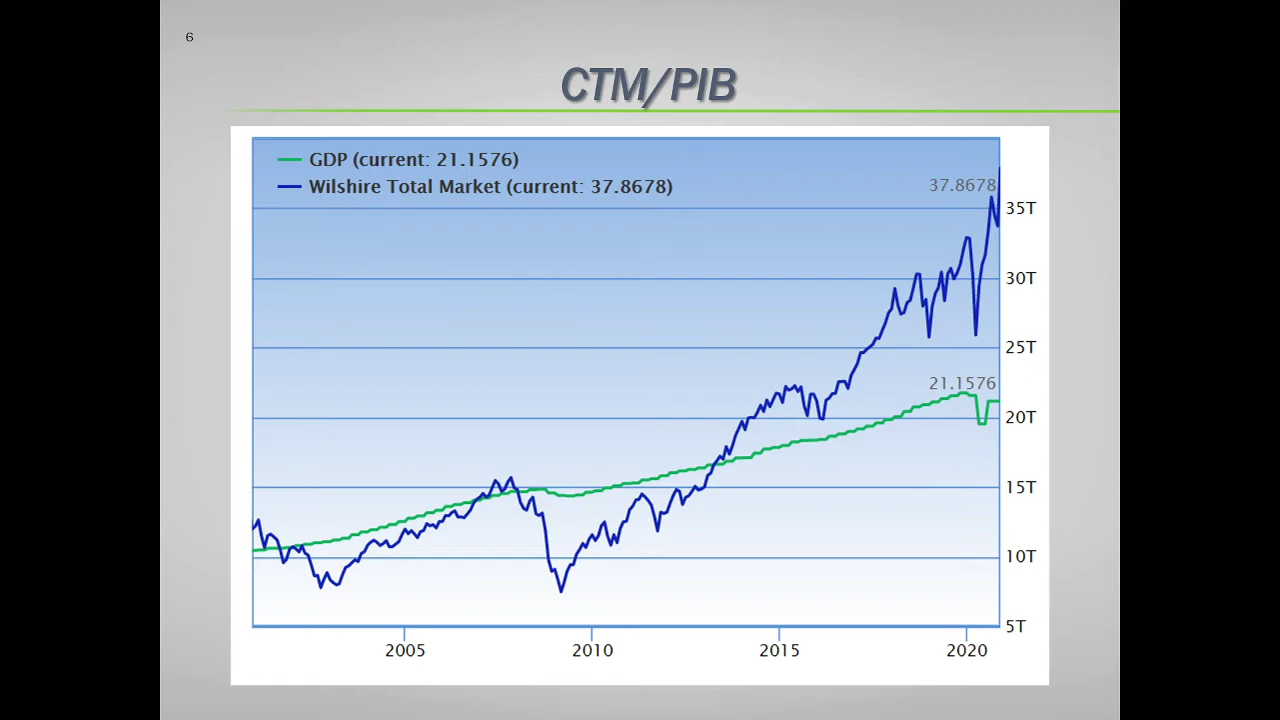 6
CTM/PIB
GDP (current: 21.1576)
Wilshire Total Market (current: 37.8678)
37.8678
35T
30T
25T
21.1576
20T
15T
10T
5T
2005 2010 2015 2020